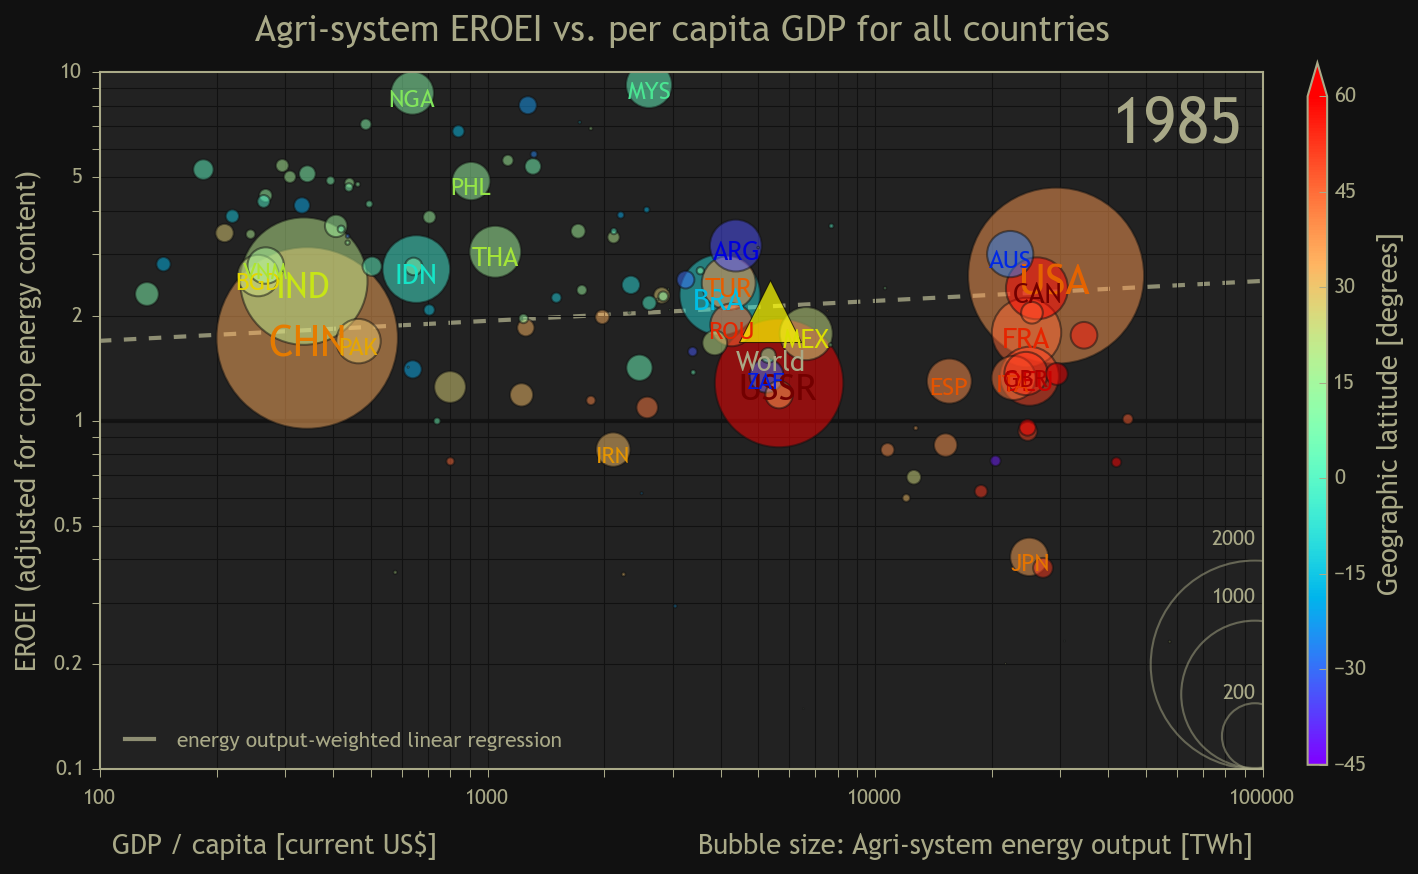 Agri-system EROEI vs. per capita GDP for all countries
1985
EROEI (adjusted for crop energy content)
10
5
2
1
0.5
0.2
0.1
NGA
MYS
PHL
THA
IDN
IND
BGD
CHN
PAK
IRN
ARG
TUR
BRA
ROU
MEX
World
ZAF
USSR
AUS
USA
CAN
FRA
ESP
GBR
JPN
2000
1000
200
energy output-weighted linear regression
100
1000
10000
100000
GDP / capita [current US$]
Bubble size: Agri-system energy output [TWh]
60
45
30
15
0
−15
−30
−45
Geographic latitude [degrees]